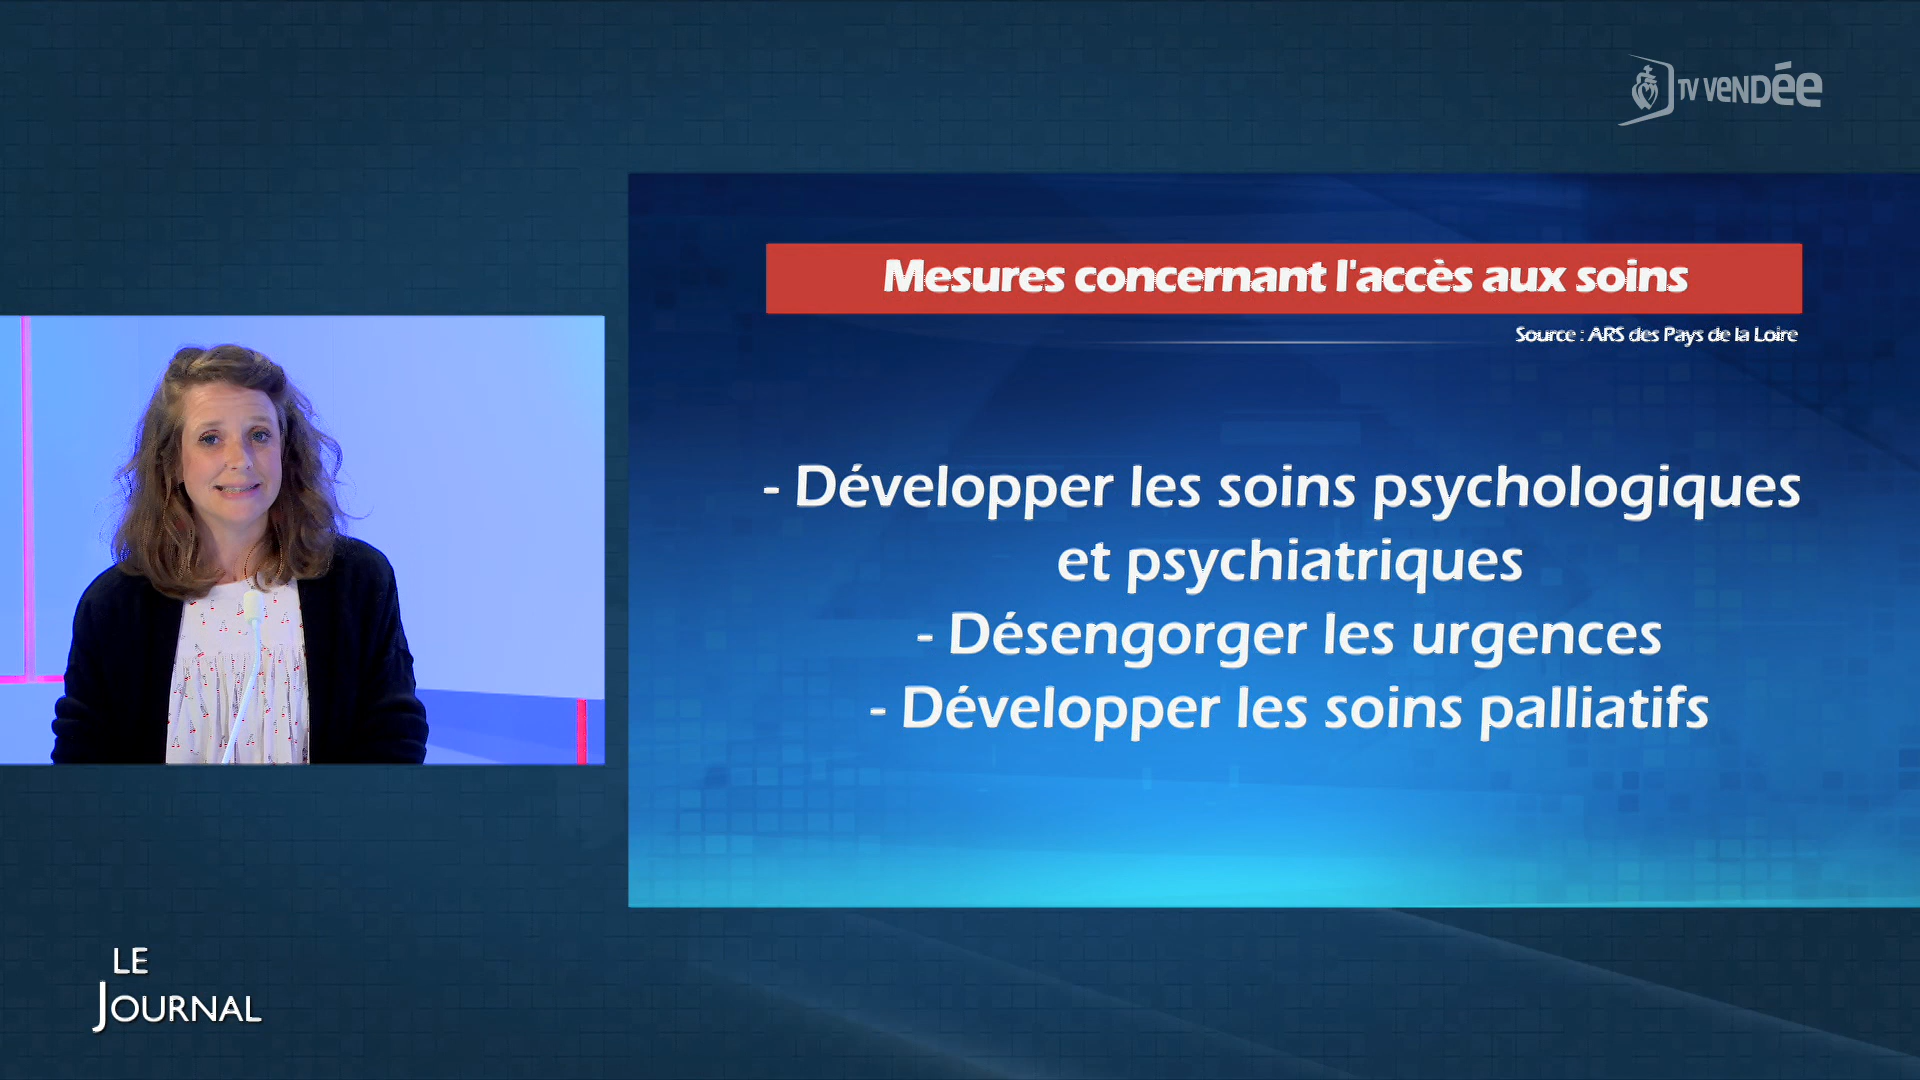 TV VENDÉE
Mesures concernant l'accès aux soins
Source : ARS des Pays de la Loire
- Développer les soins psychologiques
et psychiatriques
- Désengorger les urgences
- Développer les soins palliatifs
LE
JOURNAL